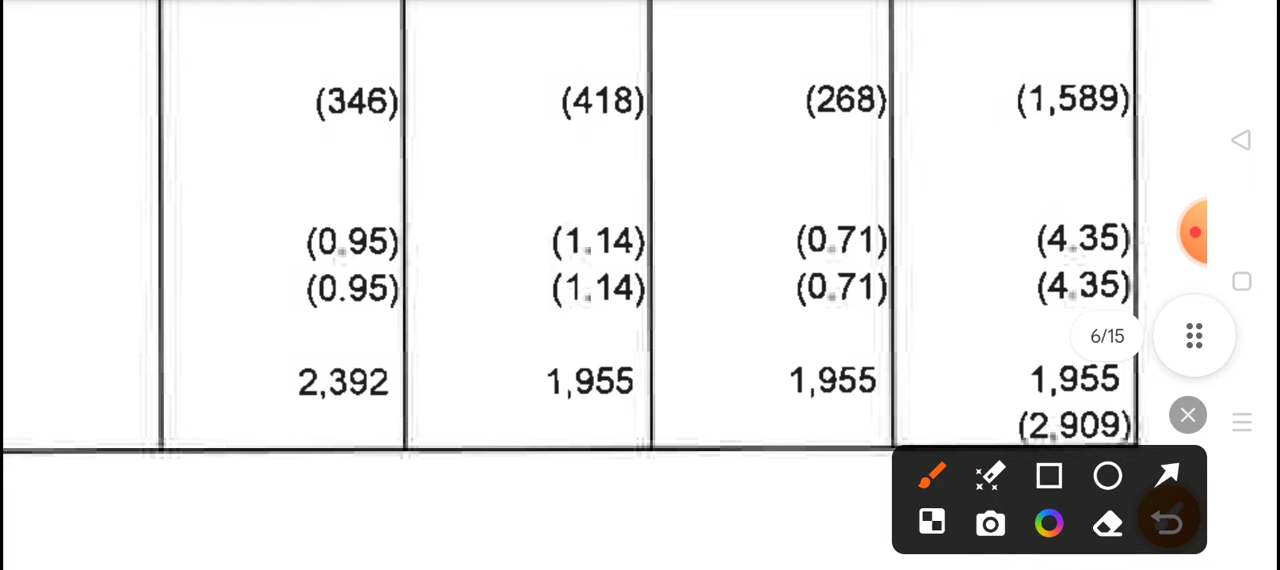 (346) (418) (268) (1,589)
(0.95) (1.14) (0.71) (4.35)
(0.95) (1.14) (0.71) (4.35)
6/15
2,392 1,955 1,955 1,955
(2,909)